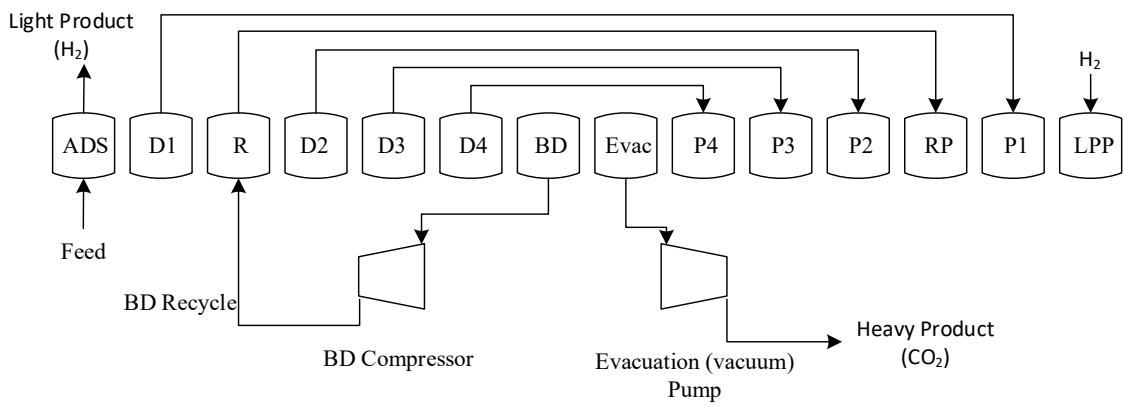 Light Product
(H₂)
H₂
ADS
D1
R
D2
D3
D4
BD
Evac
P4
P3
P2
RP
P1
LPP
Feed
BD Recycle
BD Compressor
Evacuation (vacuum)
Pump
Heavy Product
(CO₂)